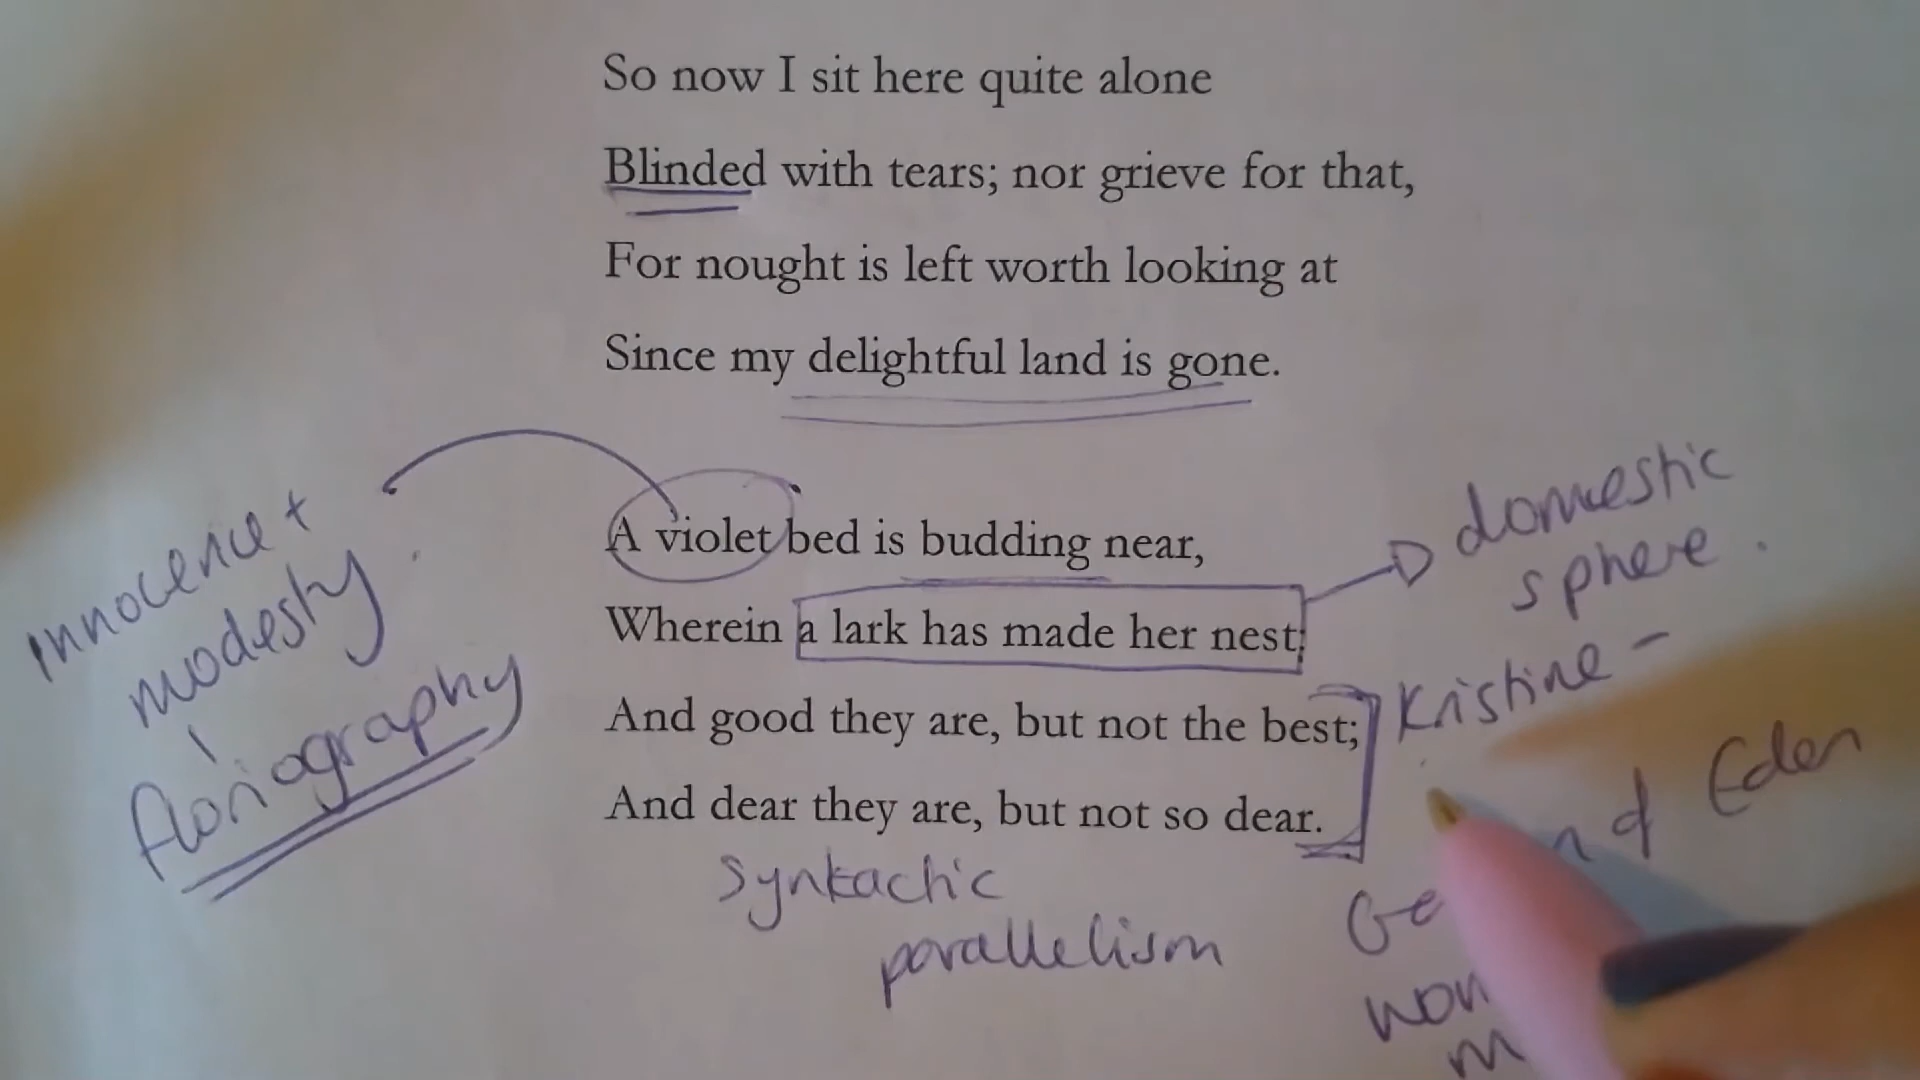 So now I sit here quite alone
Blinded with tears; nor grieve for that,
For nought is left worth looking at
Since my delightful land is gone.
A violet bed is budding near,
Wherein a lark has made her nest;
And good they are, but not the best;
And dear they are, but not so dear.
Innocence +
modesty.
floriography
domestic
sphere.
Kristine -
Eden
syntactic
parallelism